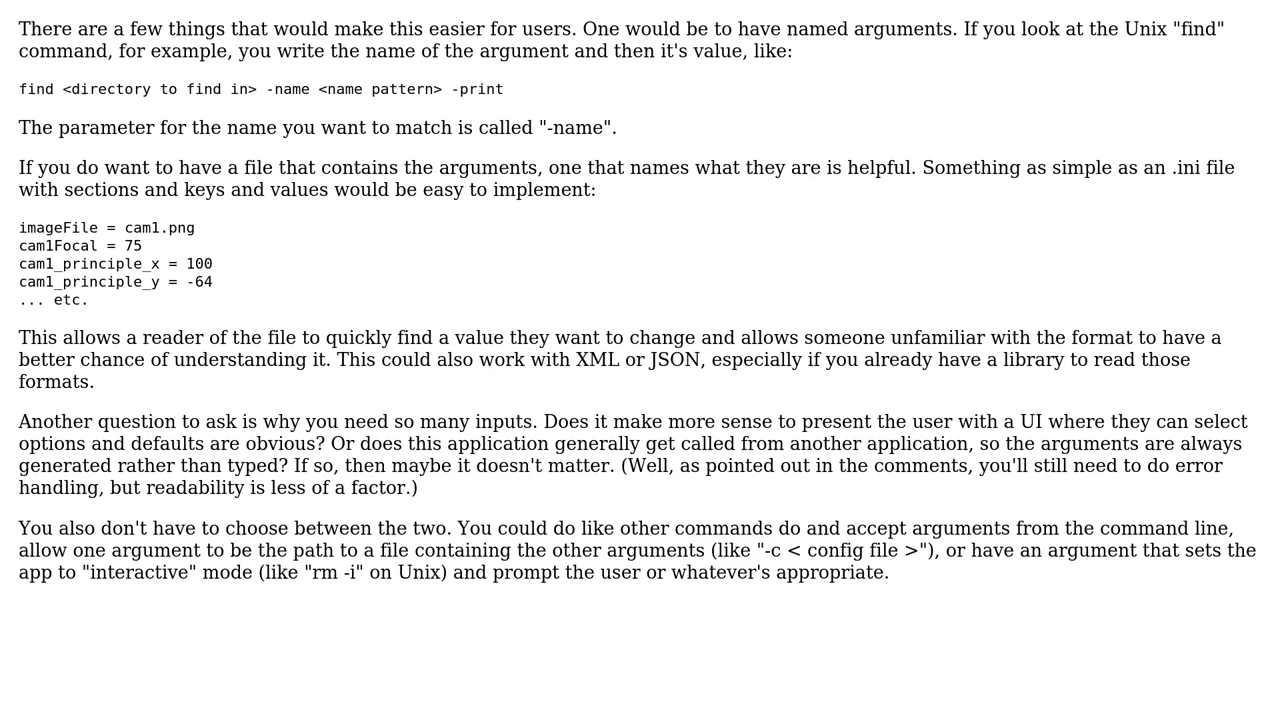 There are a few things that would make this easier for users. One would be to have named arguments. If you look at the Unix "find"
command, for example, you write the name of the argument and then it's value, like:
find <directory to find in> -name <name pattern> -print
The parameter for the name you want to match is called "-name".
If you do want to have a file that contains the arguments, one that names what they are is helpful. Something as simple as an .ini file
with sections and keys and values would be easy to implement:
imageFile = cam1.png
cam1Focal = 75
cam1_principle_x = 100
cam1_principle_y = -64
... etc.
This allows a reader of the file to quickly find a value they want to change and allows someone unfamiliar with the format to have a
better chance of understanding it. This could also work with XML or JSON, especially if you already have a library to read those
formats.
Another question to ask is why you need so many inputs. Does it make more sense to present the user with a UI where they can select
options and defaults are obvious? Or does this application generally get called from another application, so the arguments are always
generated rather than typed? If so, then maybe it doesn't matter. (Well, as pointed out in the comments, you'll still need to do error
handling, but readability is less of a factor.)
You also don't have to choose between the two. You could do like other commands do and accept arguments from the command line,
allow one argument to be the path to a file containing the other arguments (like "-c < config file >"), or have an argument that sets the
app to "interactive" mode (like "rm -i" on Unix) and prompt the user or whatever's appropriate.